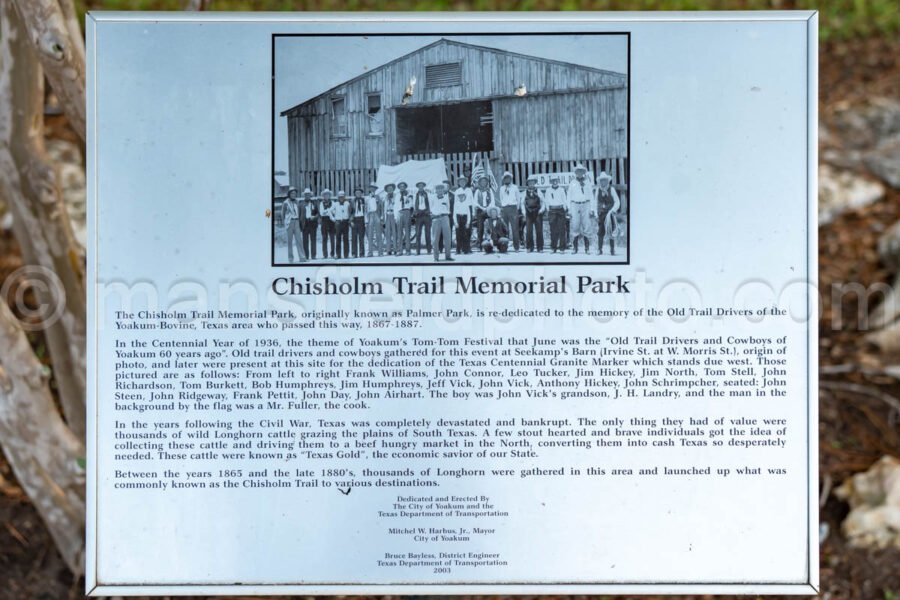 D TRAIL
Chisholm Trail Memorial Park
The Chisholm Trail Memorial Park, originally known as Palmer Park, is re-dedicated to the memory of the Old Trail Drivers of the
Yoakum-Bovine, Texas area who passed this way, 1867-1887.
In the Centennial Year of 1936, the theme of Yoakum's Tom-Tom Festival that June was the "Old Trail Drivers and Cowboys of
Yoakum 60 years ago". Old trail drivers and cowboys gathered for this event at Seekamp's Barn (Irvine St. at W. Morris St.), origin of
photo, and later were present at this site for the dedication of the Texas Centennial Granite Marker which stands due west. Those
pictured are as follows: From left to right Frank Williams, John Connor, Leo Tucker, Jim Hickey, Jim North, Tom Stell, John
Richardson, Tom Burkett, Bob Humphreys, Jim Humphreys, Jeff Vick, John Vick, Anthony Hickey, John Schrimpcher, seated: John
Steen, John Ridgeway, Frank Pettit, John Day, John Airhart. The boy was John Vick's grandson, J. H. Landry, and the man in the
background by the flag was a Mr. Fuller, the cook.
In the years following the Civil War, Texas was completely devastated and bankrupt. The only thing they had of value were
thousands of wild Longhorn cattle grazing the plains of South Texas. A few stout hearted and brave individuals got the idea of
collecting these cattle and driving them to a beef hungry market in the North, converting them into cash Texas so desperately
needed. These cattle were known as "Texas Gold", the economic savior of our State.
Between the years 1865 and the late 1880's, thousands of Longhorn were gathered in this area and launched up what was
commonly known as the Chisholm Trail to various destinations.
Dedicated and Erected By
The City of Yoakum and the
Texas Department of Transportation
Mitchel W. Harbus, Jr., Mayor
City of Yoakum
Bruce Bayless, District Engineer
Texas Department of Transportation
2003
© mansfieldphoto.com